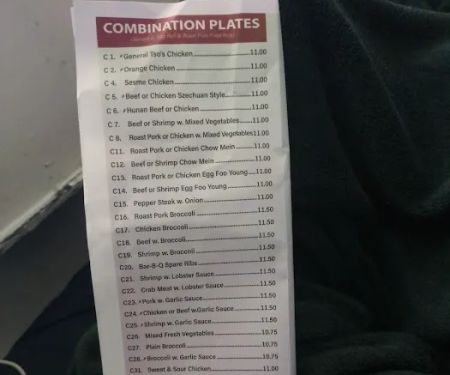 COMBINATION PLATES
C 1. General Tso's Chicken 11.00
C 2. Orange Chicken 11.00
C 4. Sesme Chicken 11.00
C 5. Beef or Chicken Szechuan Style 11.00
C 6. Hunan Beef or Chicken 11.00
C 7. Beef or Shrimp w. Mixed Vegetables 11.00
C 8. Roast Pork or Chicken w. Mixed Vegetables 11.00
C11. Roast Pork or Chicken Chow Mein 11.00
C12. Beef or Shrimp Chow Mein 11.00
C13. Roast Pork or Chicken Egg Foo Young 11.00
C14. Beef or Shrimp Egg Foo Young 11.00
C15. Pepper Steak w. Onion 11.00
C16. Roast Pork Broccoli 11.50
C17. Chicken Broccoli 11.50
C18. Beef w. Broccoli 11.50
C19. Shrimp w. Broccoli 11.50
C20. Bar-B-Q Spare Ribs 11.50
C21. Shrimp w. Lobster Sauce 11.50
C22. Crab Meat w. Lobster Sauce 11.50
C23. Pork w. Garlic Sauce 11.50
C24. Chicken or Beef w.Garlic Sauce 11.50
C25. Shrimp w. Garlic Sauce 11.50
C26. Mixed Fresh Vegetables 10.75
C27. Plain Broccoli 10.75
C28. Broccoli w. Garlic Sauce 10.75
C31. Sweet & Sour Chicken 11.00